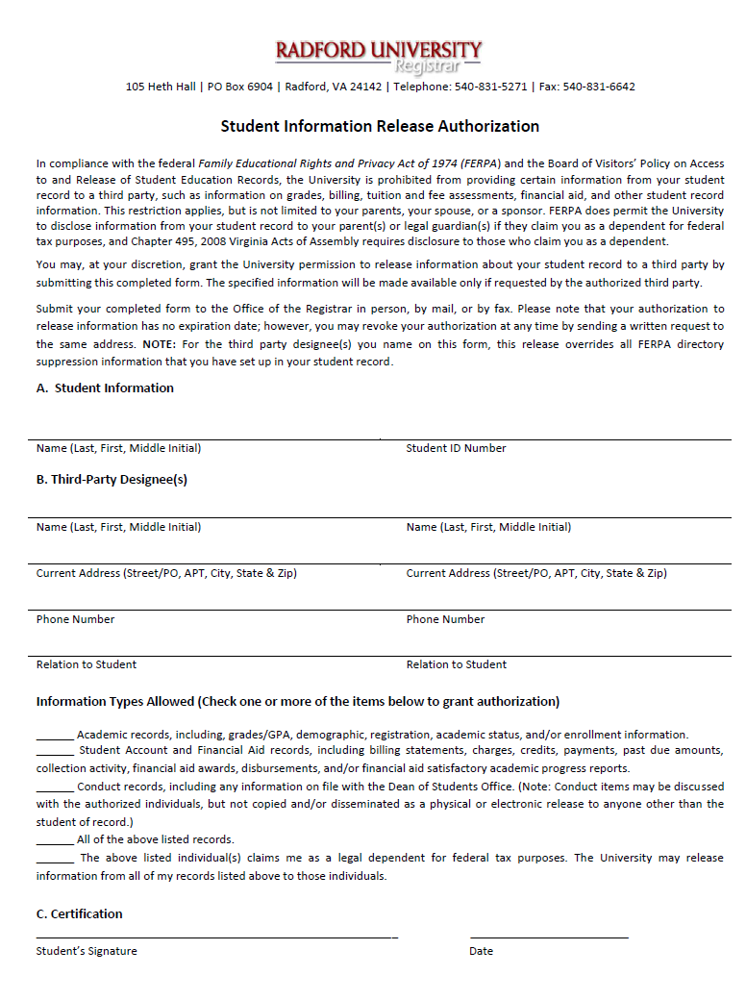 RADFORD UNIVERSITY
Registrar
105 Heth Hall | PO Box 6904 | Radford, VA 24142 | Telephone: 540-831-5271 | Fax: 540-831-6642
Student Information Release Authorization
In compliance with the federal Family Educational Rights and Privacy Act of 1974 (FERPA) and the Board of Visitors' Policy on Access
to and Release of Student Education Records, the University is prohibited from providing certain information from your student
record to a third party, such as information on grades, billing, tuition and fee assessments, financial aid, and other student record
information. This restriction applies, but is not limited to your parents, your spouse, or a sponsor. FERPA does permit the University
to disclose information from your student record to your parent(s) or legal guardian(s) if they claim you as a dependent for federal
tax purposes, and Chapter 495, 2008 Virginia Acts of Assembly requires disclosure to those who claim you as a dependent.
You may, at your discretion, grant the University permission to release information about your student record to a third party by
submitting this completed form. The specified information will be made available only if requested by the authorized third party.
Submit your completed form to the Office of the Registrar in person, by mail, or by fax. Please note that your authorization to
release information has no expiration date; however, you may revoke your authorization at any time by sending a written request to
the same address. NOTE: For the third party designee(s) you name on this form, this release overrides all FERPA directory
suppression information that you have set up in your student record.
A. Student Information
Name (Last, First, Middle Initial) Student ID Number
B. Third-Party Designee(s)
Name (Last, First, Middle Initial) Name (Last, First, Middle Initial)
Current Address (Street/PO, APT, City, State & Zip) Current Address (Street/PO, APT, City, State & Zip)
Phone Number Phone Number
Relation to Student Relation to Student
Information Types Allowed (Check one or more of the items below to grant authorization)
______ Academic records, including, grades/GPA, demographic, registration, academic status, and/or enrollment information.
______ Student Account and Financial Aid records, including billing statements, charges, credits, payments, past due amounts,
collection activity, financial aid awards, disbursements, and/or financial aid satisfactory academic progress reports.
______ Conduct records, including any information on file with the Dean of Students Office. (Note: Conduct items may be discussed
with the authorized individuals, but not copied and/or disseminated as a physical or electronic release to anyone other than the
student of record.)
______ All of the above listed records.
______ The above listed individual(s) claims me as a legal dependent for federal tax purposes. The University may release
information from all of my records listed above to those individuals.
C. Certification
Student's Signature Date